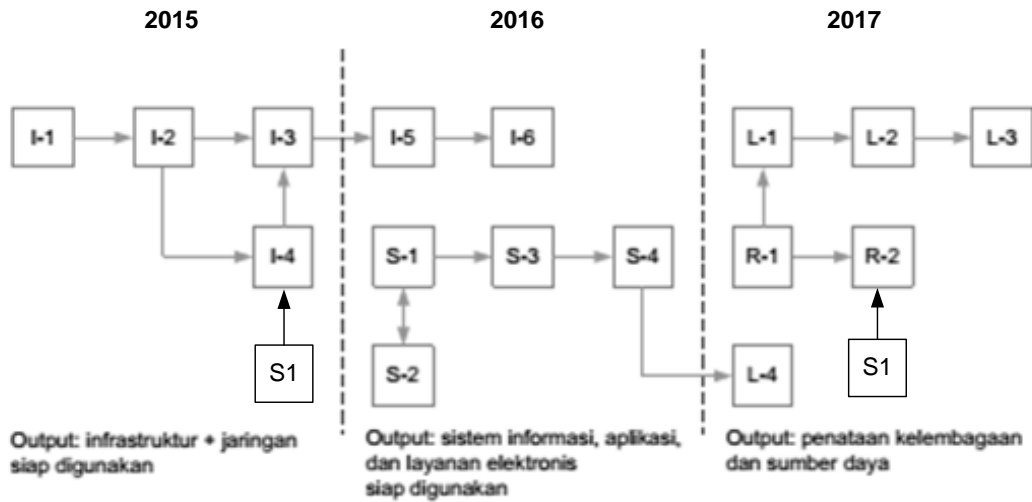 2015 2016 2017
I-1 I-2 I-3 I-5 I-6 L-1 L-2 L-3
I-4 S-1 S-3 S-4 R-1 R-2
S1 S-2 L-4 S1
Output: infrastruktur + jaringan
siap digunakan
Output: sistem informasi, aplikasi,
dan layanan elektronis
siap digunakan
Output: penataan kelembagaan
dan sumber daya